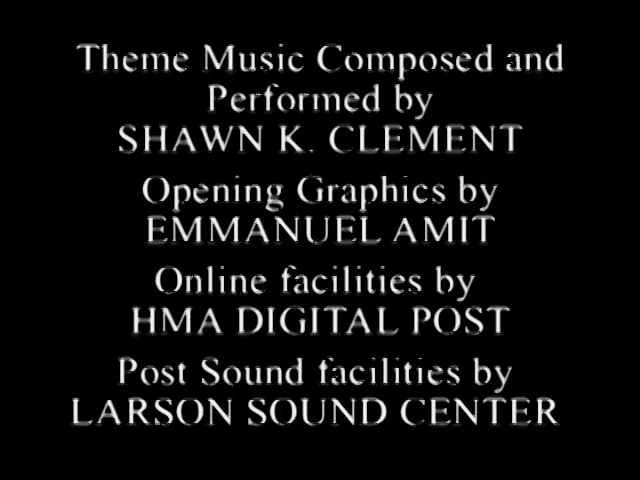 Theme Music Composed and
Performed by
SHAWN K. CLEMENT
Opening Graphics by
EMMANUEL AMIT
Online facilities by
HMA DIGITAL POST
Post Sound facilities by
LARSON SOUND CENTER